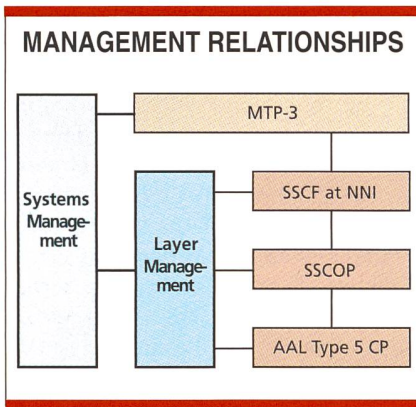 MANAGEMENT RELATIONSHIPS
MTP-3
Systems
Manage-
ment
SSCF at NNI
Layer
Manage-
ment
SSCOP
AAL Type 5 CP